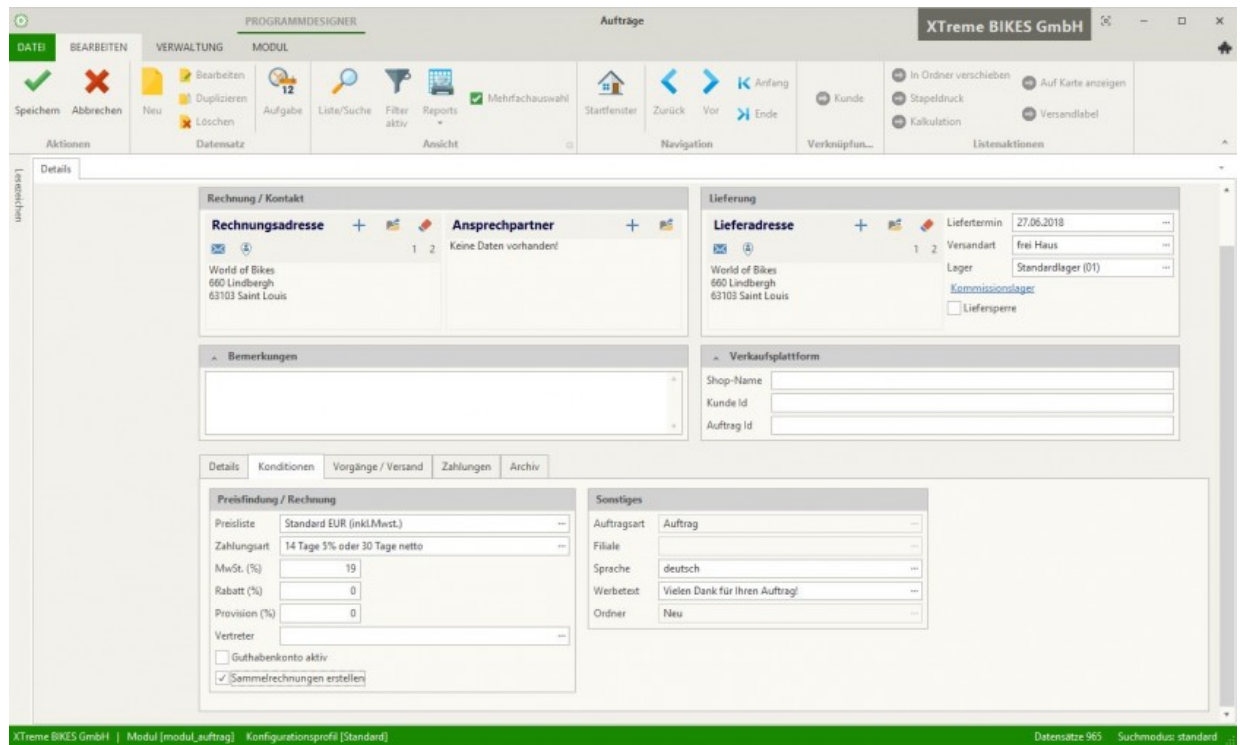 PROGRAMMDESIGNER Aufträge XTreme BIKES GmbH
DATEI BEARBEITEN VERWALTUNG MODUL
Speichern Abbrechen
Aktionen
Neu
Bearbeiten
Duplizieren
Löschen
Datensatz
12
Aufgabe
Liste/Suche
Filter aktiv
Reports
Mehrfachauswahl
Ansicht
Startfenster
Zurück
Vor
Anfang
Ende
Navigation
Kunde
Verknüpfun...
In Ordner verschieben
Stapeldruck
Kalkulation
Auf Karte anzeigen
Versandlabel
Listenaktionen
Lesezeichen
Details
Rechnung / Kontakt
Rechnungsadresse
1 2
World of Bikes
660 Lindbergh
63103 Saint Louis
Ansprechpartner
Keine Daten vorhanden!
Lieferung
Lieferadresse
1 2
World of Bikes
660 Lindbergh
63103 Saint Louis
Liefertermin 27.06.2018 ...
Versandart frei Haus ...
Lager Standardlager (01) ...
Kommissionslager
Liefersperre
Bemerkungen
Verkaufsplattform
Shop-Name
Kunde Id
Auftrag Id
Details Konditionen Vorgänge / Versand Zahlungen Archiv
Preisfindung / Rechnung
Preisliste Standard EUR (inkl.Mwst.) ...
Zahlungsart 14 Tage 5% oder 30 Tage netto ...
MwSt. (%) 19
Rabatt (%) 0
Provision (%) 0
Vertreter ...
Guthabenkonto aktiv
Sammelrechnungen erstellen
Sonstiges
Auftragsart Auftrag ...
Filiale ...
Sprache deutsch ...
Werbetext Vielen Dank für Ihren Auftrag! ...
Ordner Neu ...
XTreme BIKES GmbH | Modul [modul_auftrag] Konfigurationsprofil [Standard] Datensätze 965 Suchmodus: standard